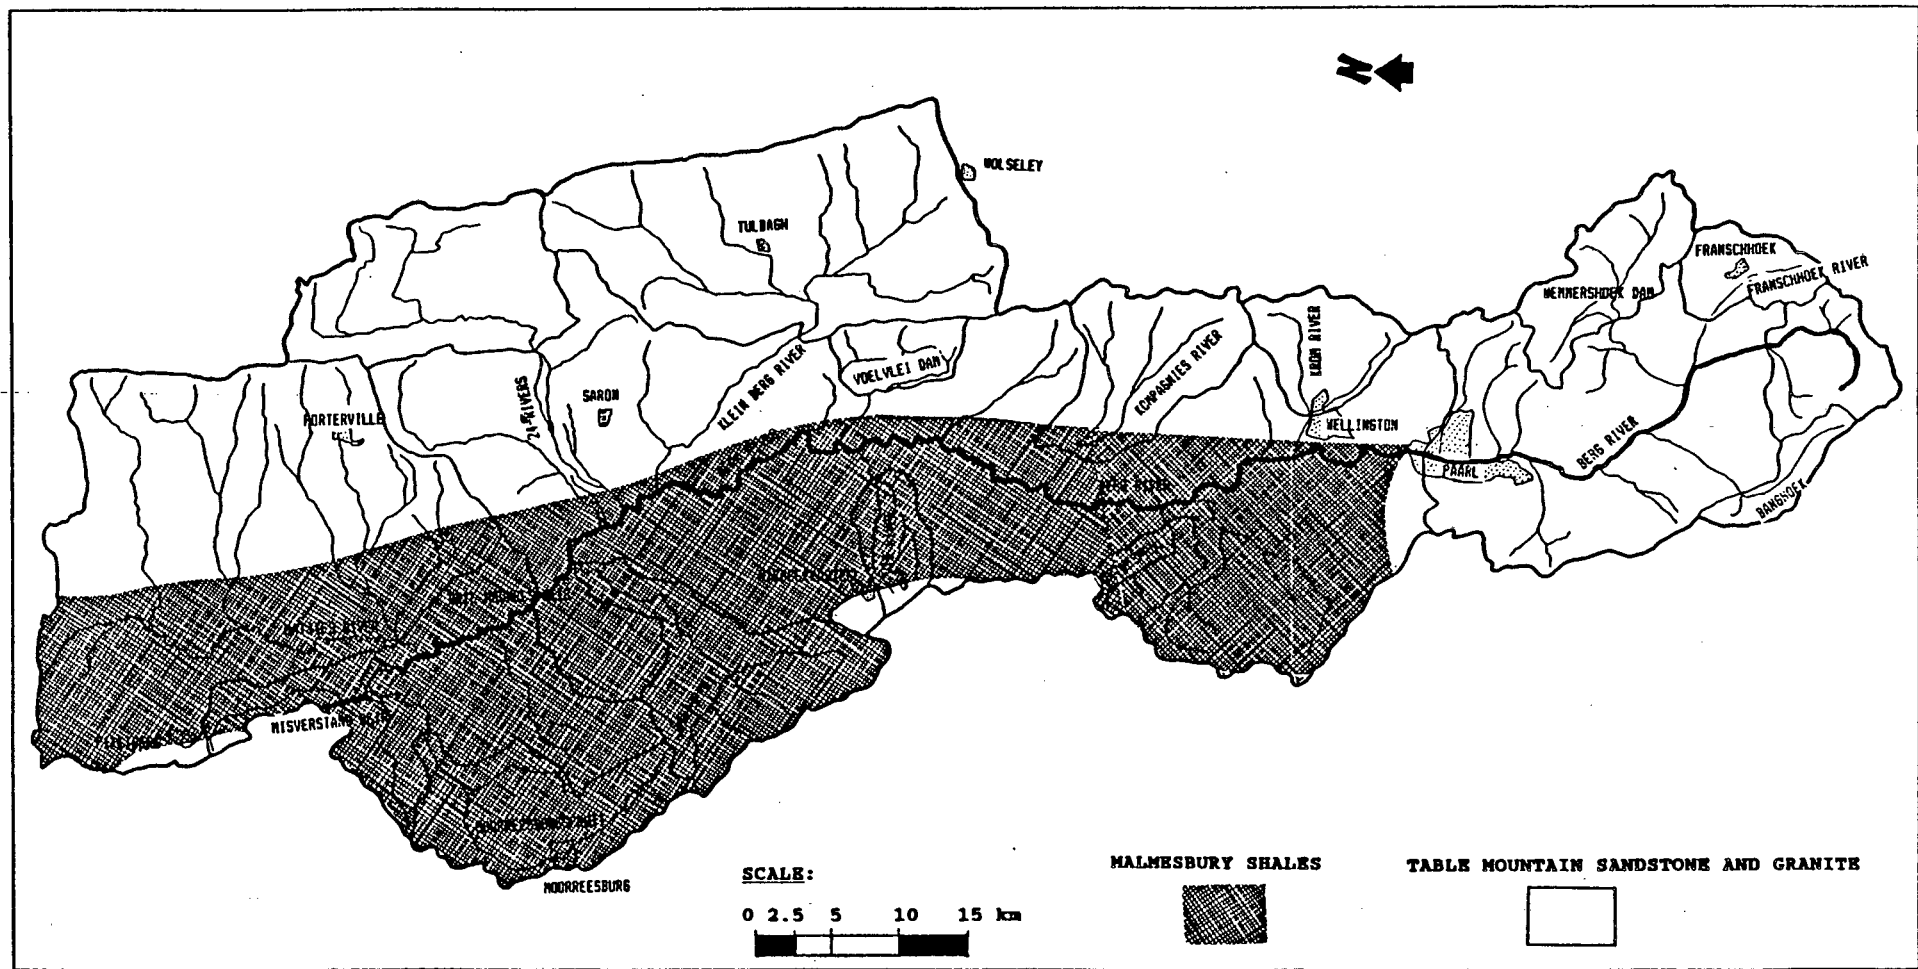 N
WOLSELEY
TULBAGH
FRANSCHHOEK
FRANSCHHOEK RIVER
WEMMERSHOEK DAM
KROM RIVER
KOMPAGNIES RIVER
VOELVLEI DAM
KLEIN BERG RIVER
24 RIVERS
SARON
PORTERVILLE
WELLINGTON
PAARL
BERG RIVER
BANGHOEK
BERG RIVER
MISVERSTAND WEIR
MOORREESBURG
SCALE:
0 2.5 5 10 15 km
MALMESBURY SHALES
TABLE MOUNTAIN SANDSTONE AND GRANITE